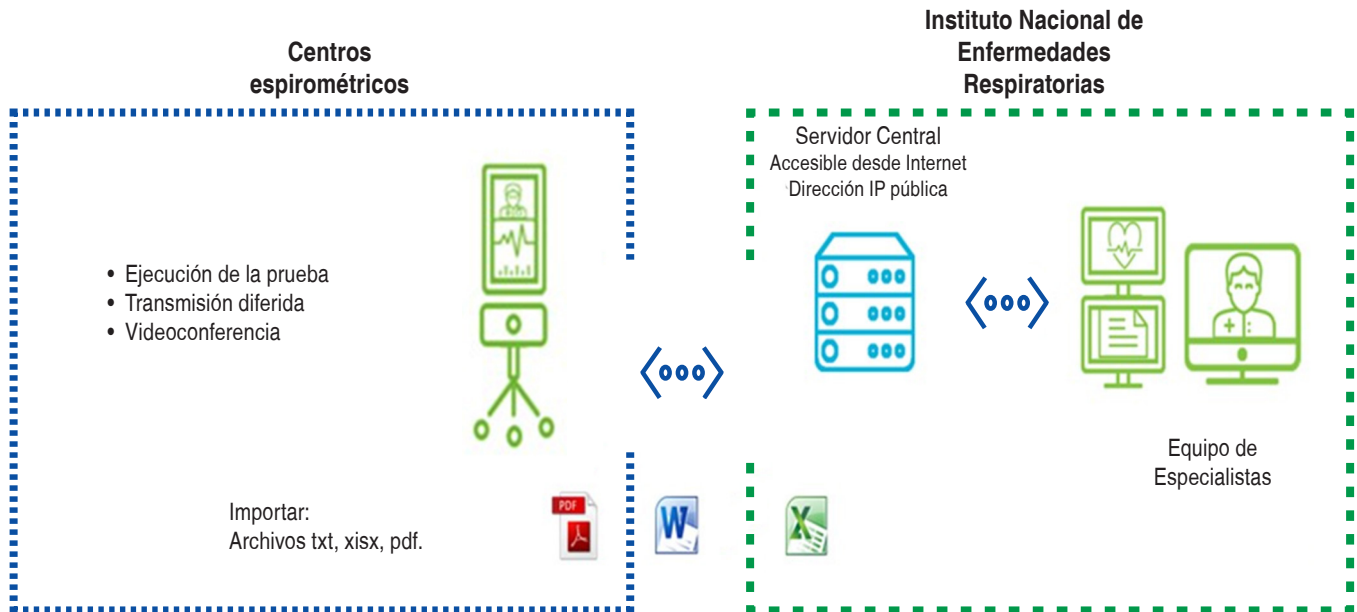 Centros
espirométricos
Instituto Nacional de
Enfermedades
Respiratorias
• Ejecución de la prueba
• Transmisión diferida
• Videoconferencia
Importar:
Archivos txt, xisx, pdf.
PDF
W
X
Servidor Central
Accesible desde Internet
Dirección IP pública
Equipo de
Especialistas